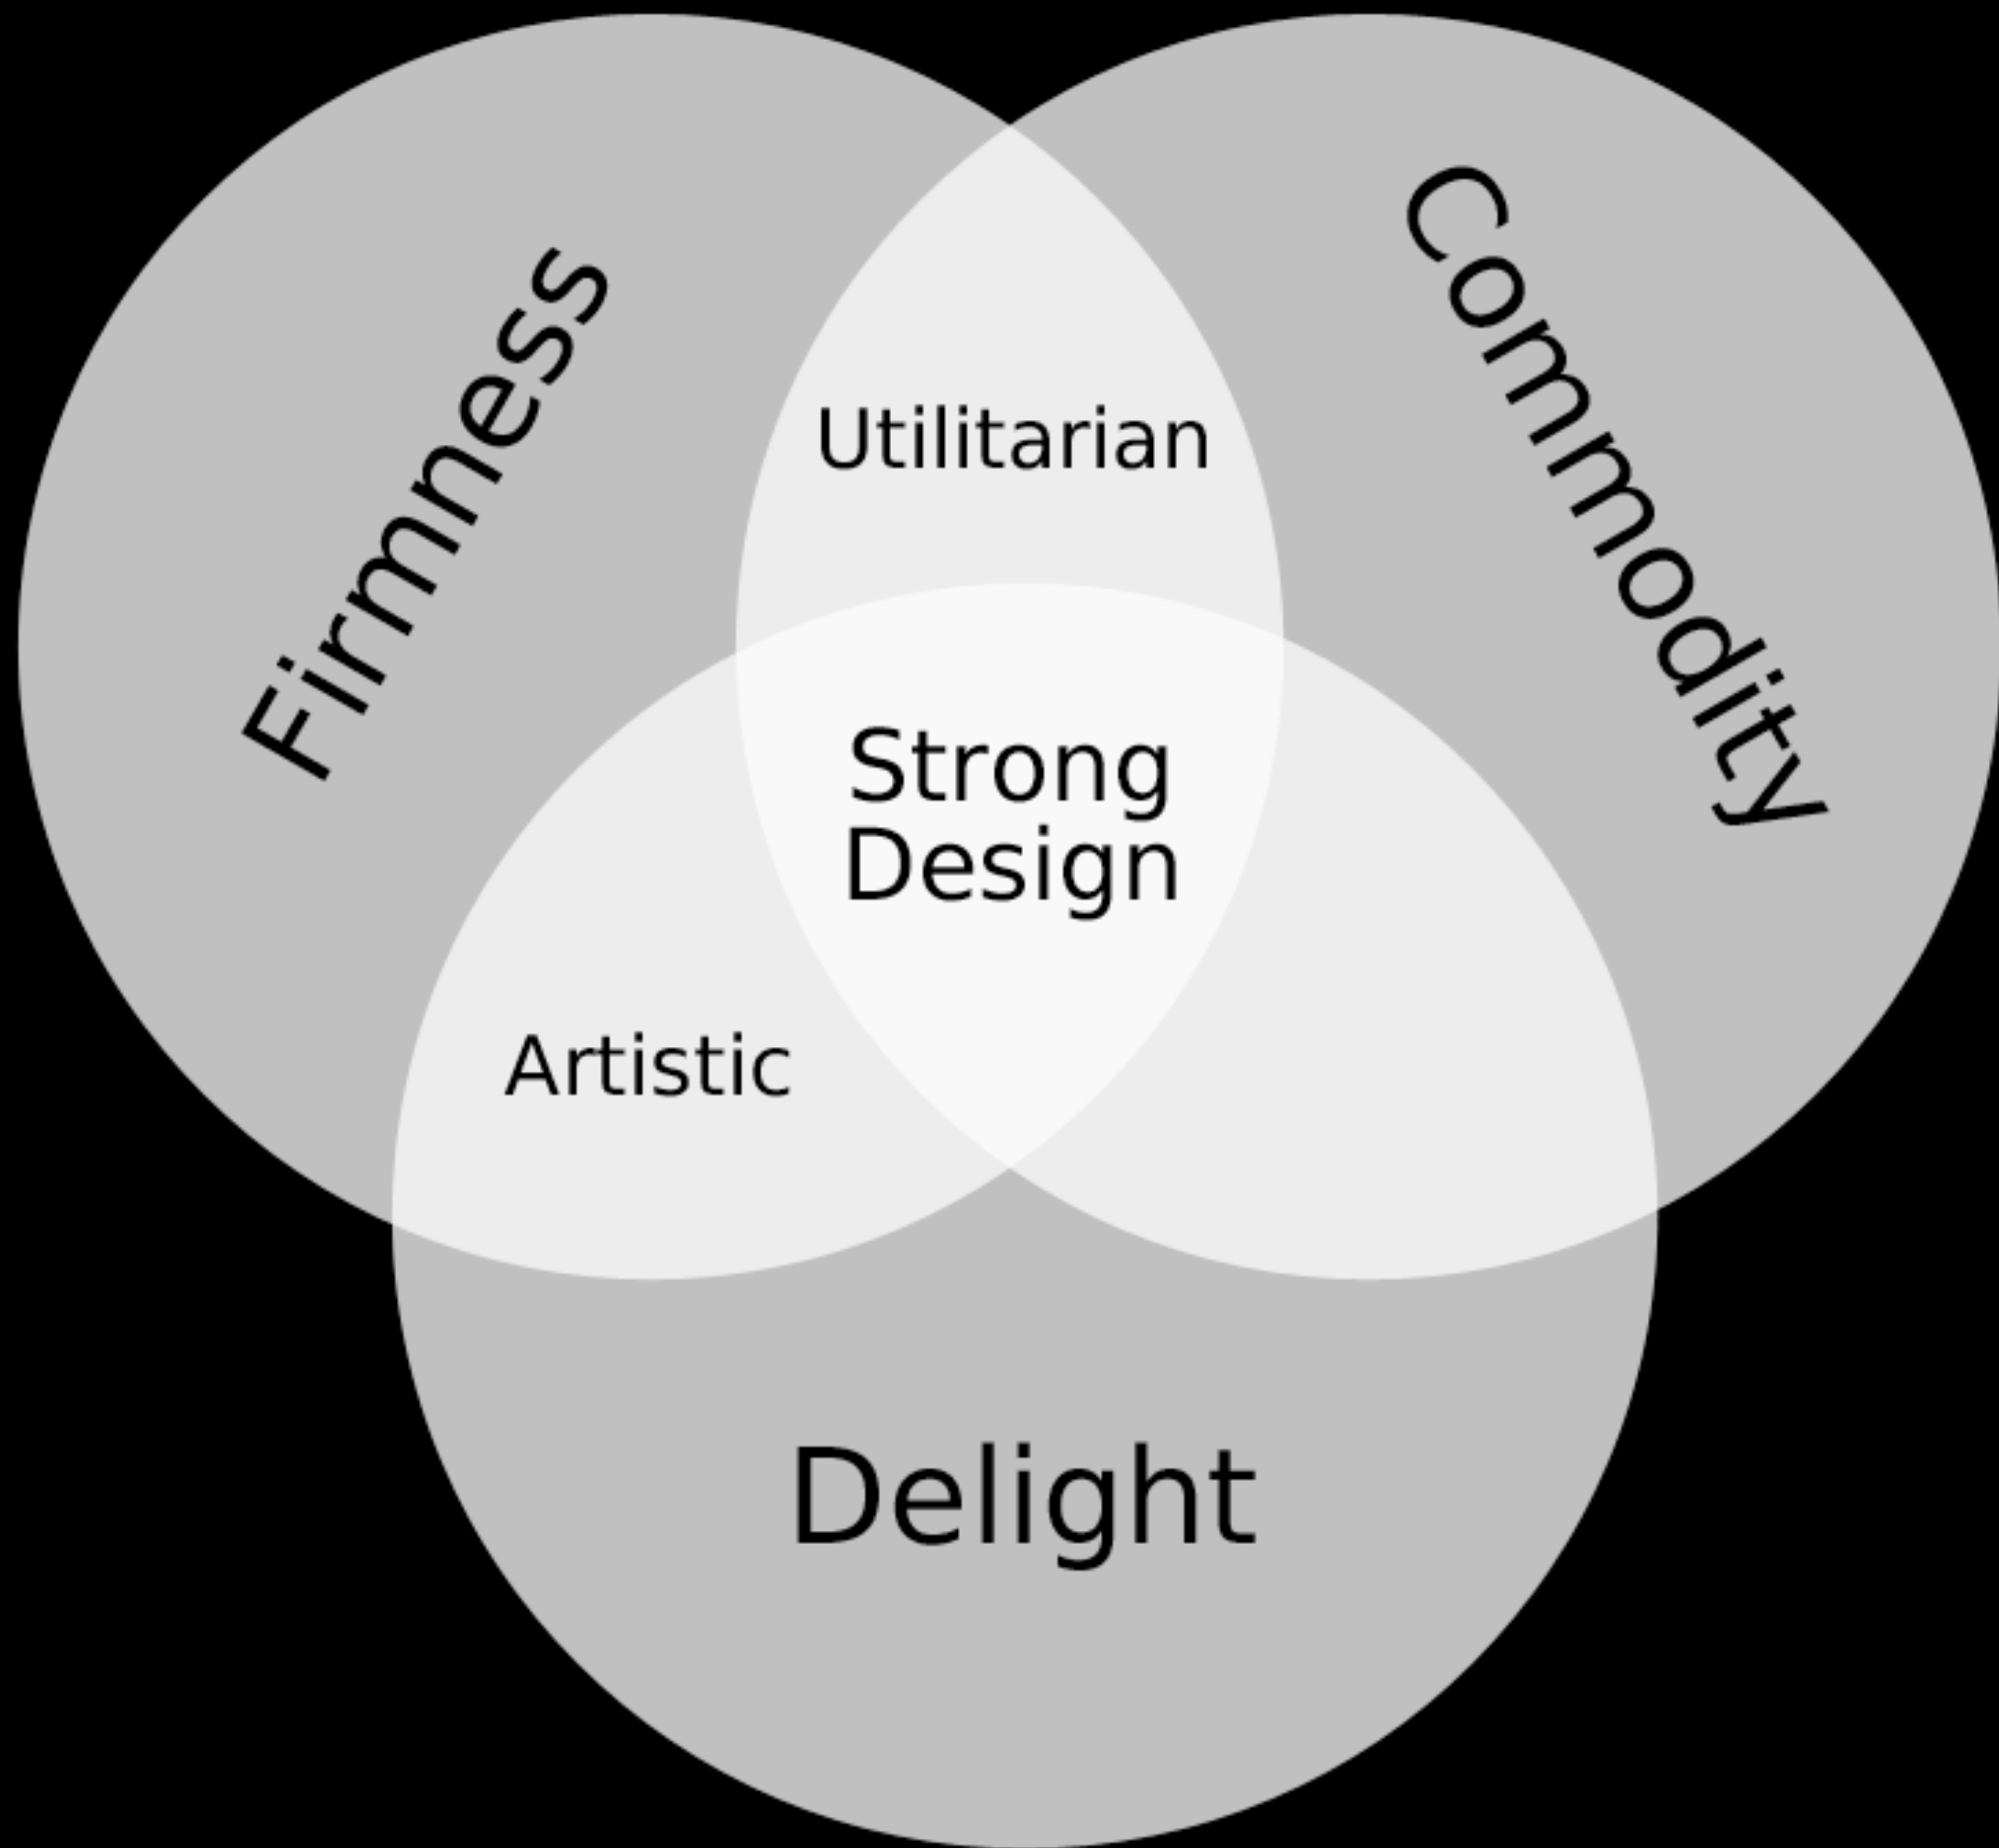 Firmness
Commodity
Utilitarian
Strong
Design
Artistic
Delight